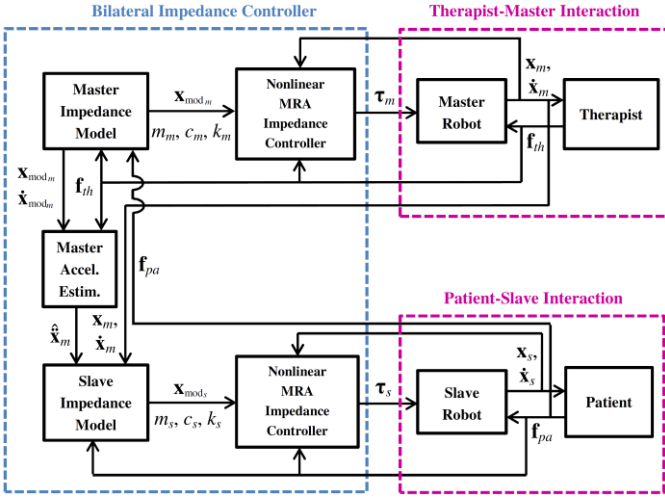 Bilateral Impedance Controller
Therapist-Master Interaction
Master
Impedance
Model
x_mod_m
m_m, c_m, k_m
Nonlinear
MRA
Impedance
Controller
τ_m
Master
Robot
x_m,
ẋ_m
f_th
Therapist
x_mod_m
ẋ_mod_m
f_th
Master
Accel.
Estim.
f_pa
x̂̈_m
x_m,
ẋ_m
Patient-Slave Interaction
Slave
Impedance
Model
x_mod_s
m_s, c_s, k_s
Nonlinear
MRA
Impedance
Controller
τ_s
Slave
Robot
x_s,
ẋ_s
f_pa
Patient